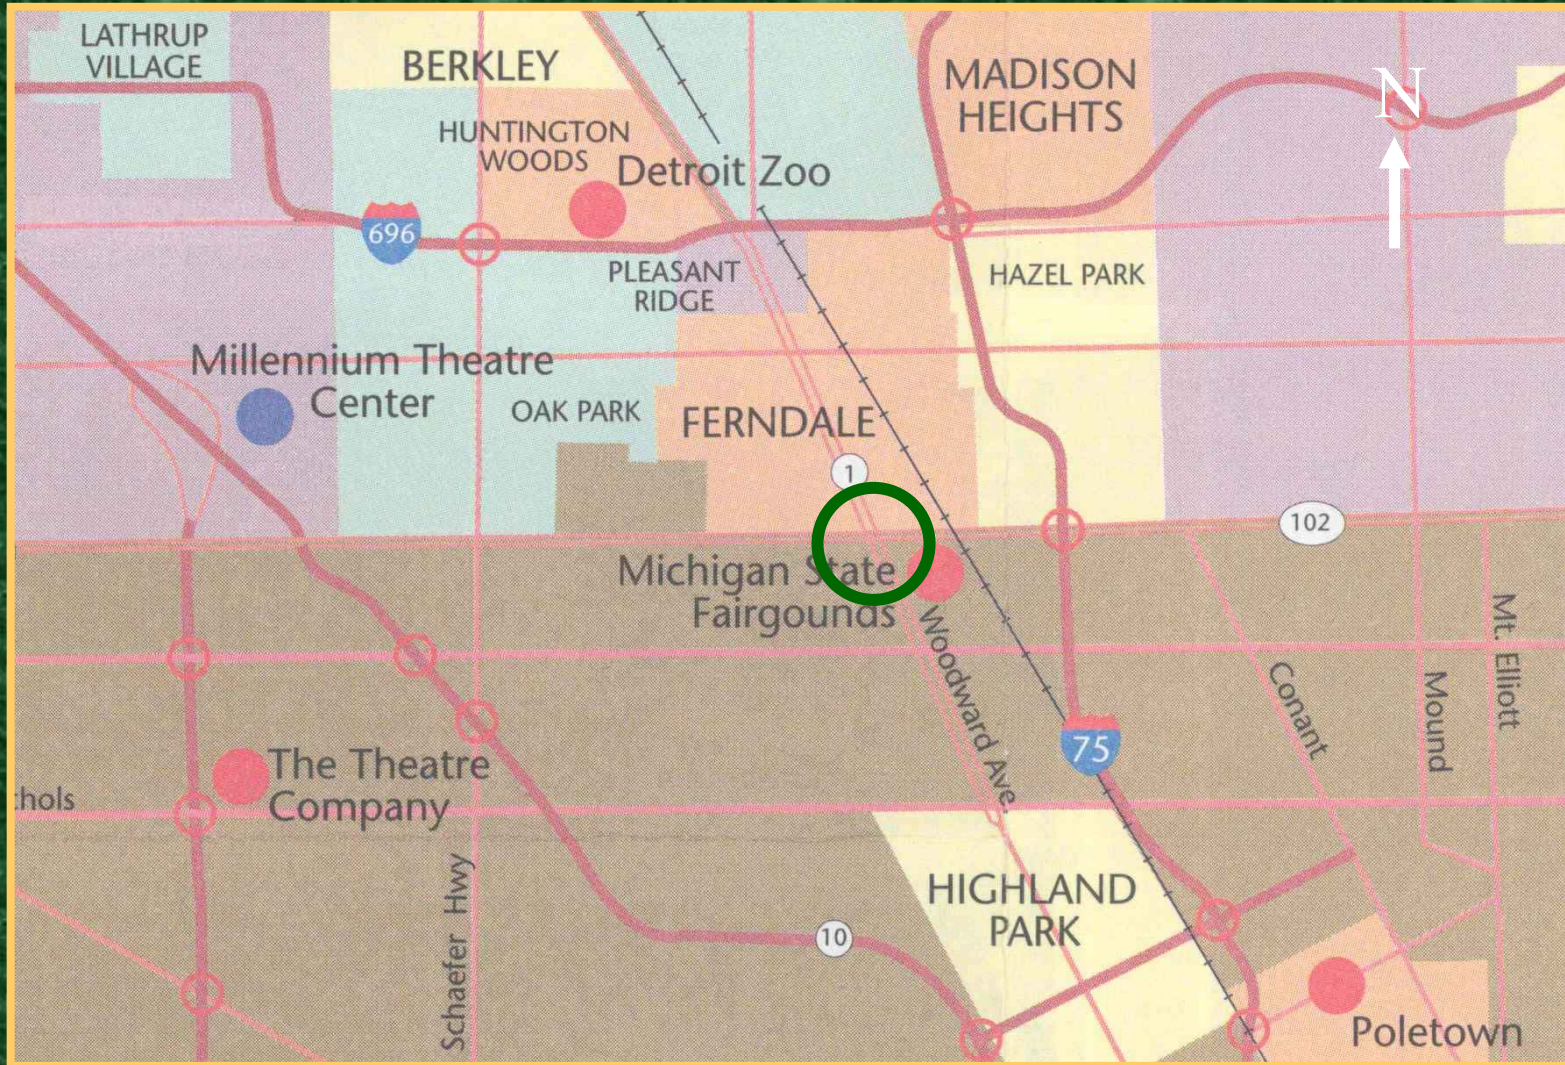 LATHRUP
VILLAGE
BERKLEY
MADISON
HEIGHTS
N
HUNTINGTON
WOODS
Detroit Zoo
696
PLEASANT
RIDGE
HAZEL PARK
Millennium Theatre
Center
OAK PARK
FERNDALE
1
102
Michigan State
Fairgounds
Woodward Ave.
Conant
Mound
Mt. Elliott
75
The Theatre
Company
chols
Schaefer Hwy
10
HIGHLAND
PARK
Poletown